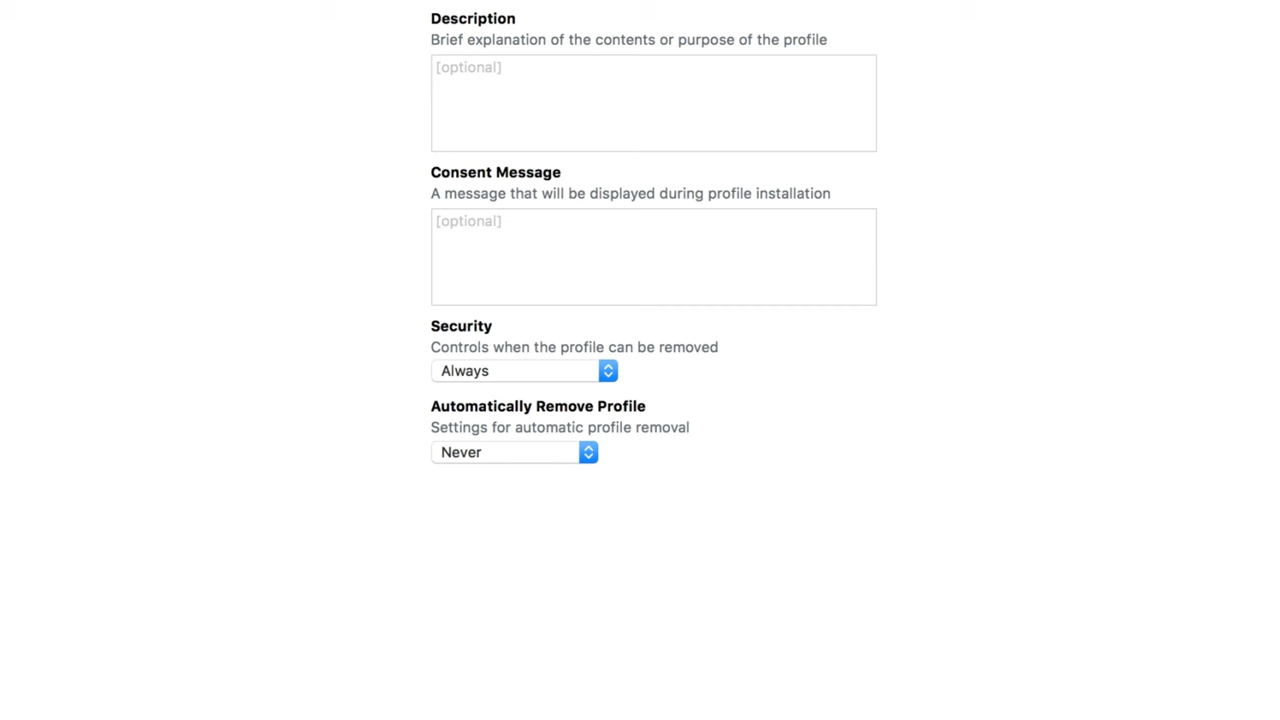 Description
Brief explanation of the contents or purpose of the profile
[optional]
Consent Message
A message that will be displayed during profile installation
[optional]
Security
Controls when the profile can be removed
Always
Automatically Remove Profile
Settings for automatic profile removal
Never